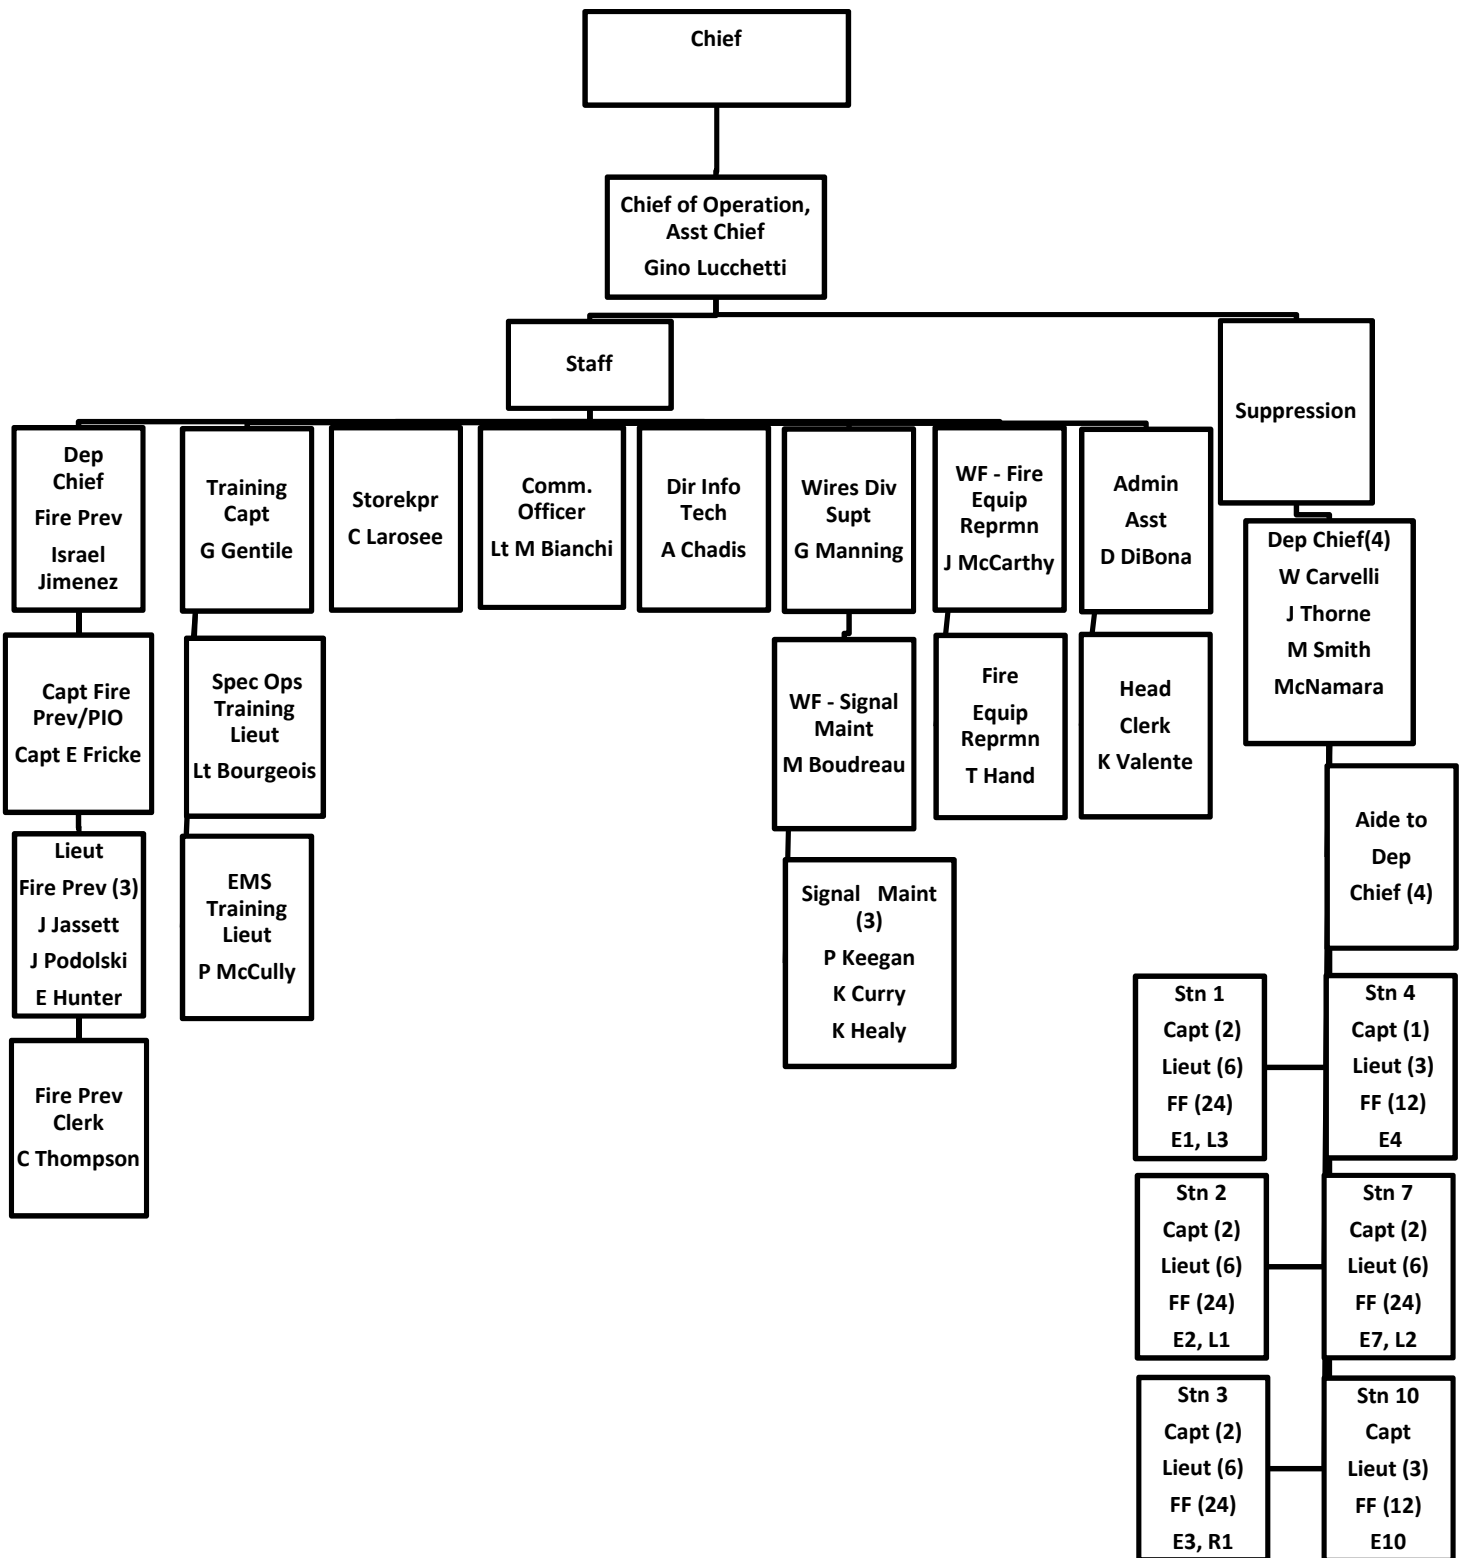 Chief
Chief of Operation,
Asst Chief
Gino Lucchetti
Staff
Suppression
Dep
Chief
Fire Prev
Israel
Jimenez
Training
Capt
G Gentile
Storekpr
C Larosee
Comm.
Officer
Lt M Bianchi
Dir Info
Tech
A Chadis
Wires Div
Supt
G Manning
WF - Fire
Equip
Reprmn
J McCarthy
Admin
Asst
D DiBona
Dep Chief(4)
W Carvelli
J Thorne
M Smith
McNamara
Capt Fire
Prev/PIO
Capt E Fricke
Spec Ops
Training
Lieut
Lt Bourgeois
WF - Signal
Maint
M Boudreau
Fire
Equip
Reprmn
T Hand
Head
Clerk
K Valente
Aide to
Dep
Chief (4)
Lieut
Fire Prev (3)
J Jassett
J Podolski
E Hunter
EMS
Training
Lieut
P McCully
Signal Maint
(3)
P Keegan
K Curry
K Healy
Fire Prev
Clerk
C Thompson
Stn 1
Capt (2)
Lieut (6)
FF (24)
E1, L3
Stn 4
Capt (1)
Lieut (3)
FF (12)
E4
Stn 2
Capt (2)
Lieut (6)
FF (24)
E2, L1
Stn 7
Capt (2)
Lieut (6)
FF (24)
E7, L2
Stn 3
Capt (2)
Lieut (6)
FF (24)
E3, R1
Stn 10
Capt
Lieut (3)
FF (12)
E10